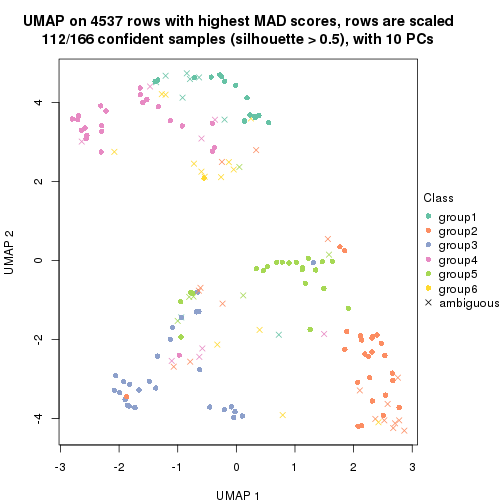 UMAP on 4537 rows with highest MAD scores, rows are scaled
112/166 confident samples (silhouette > 0.5), with 10 PCs
4
2
0
-2
-4
UMAP 2
-3
-2
-1
0
1
2
3
UMAP 1
Class
group1
group2
group3
group4
group5
group6
ambiguous